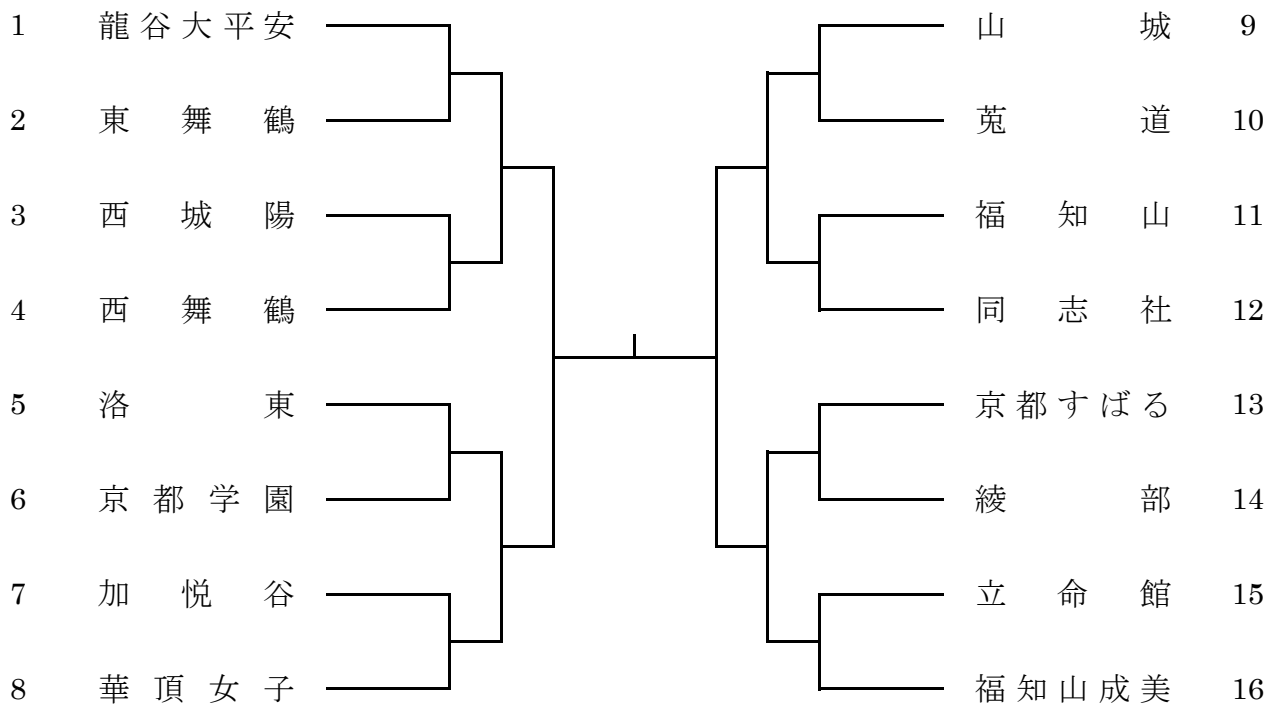 1 龍谷大平安
2 東舞鶴
3 西城陽
4 西舞鶴
5 洛東
6 京都学園
7 加悦谷
8 華頂女子
山城 9
莵道 10
福知山 11
同志社 12
京都すばる 13
綾部 14
立命館 15
福知山成美 16